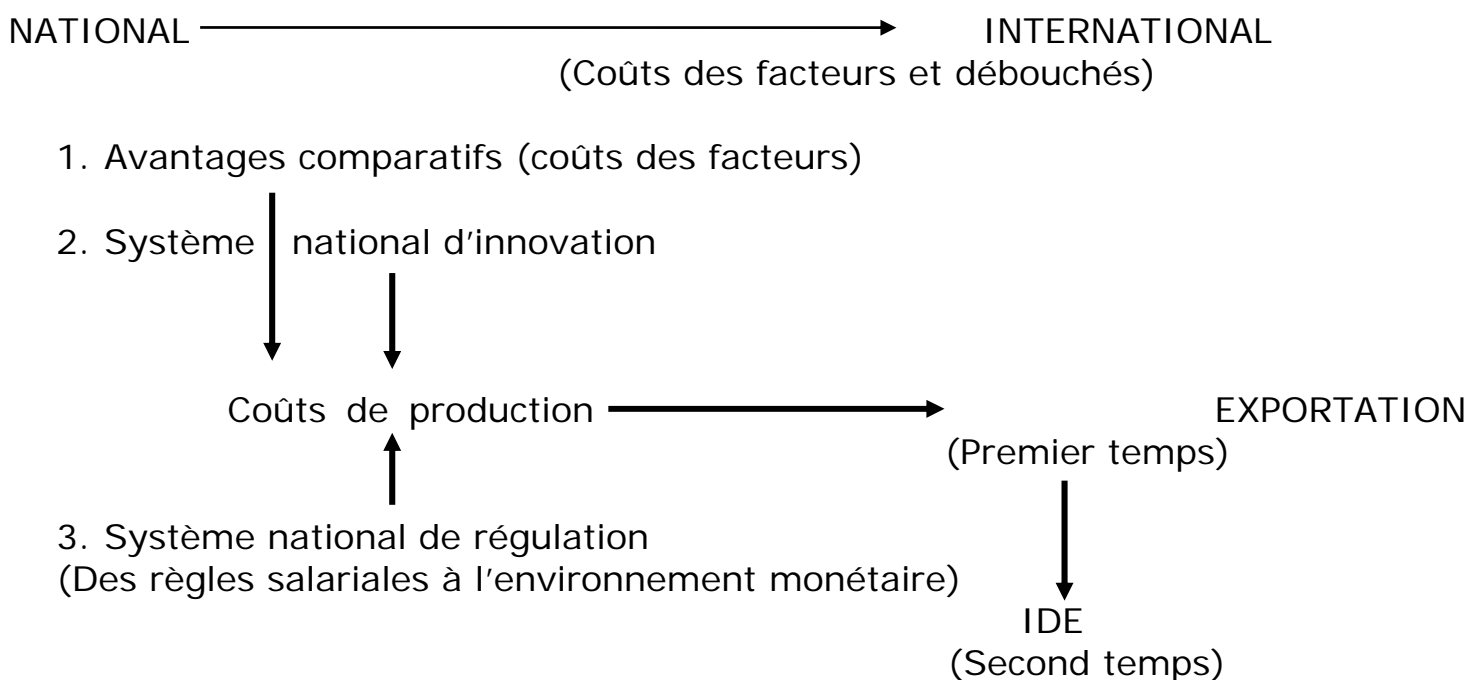 NATIONAL INTERNATIONAL
(Coûts des facteurs et débouchés)
1. Avantages comparatifs (coûts des facteurs)
2. Système national d'innovation
Coûts de production EXPORTATION
(Premier temps)
3. Système national de régulation
(Des règles salariales à l'environnement monétaire)
IDE
(Second temps)